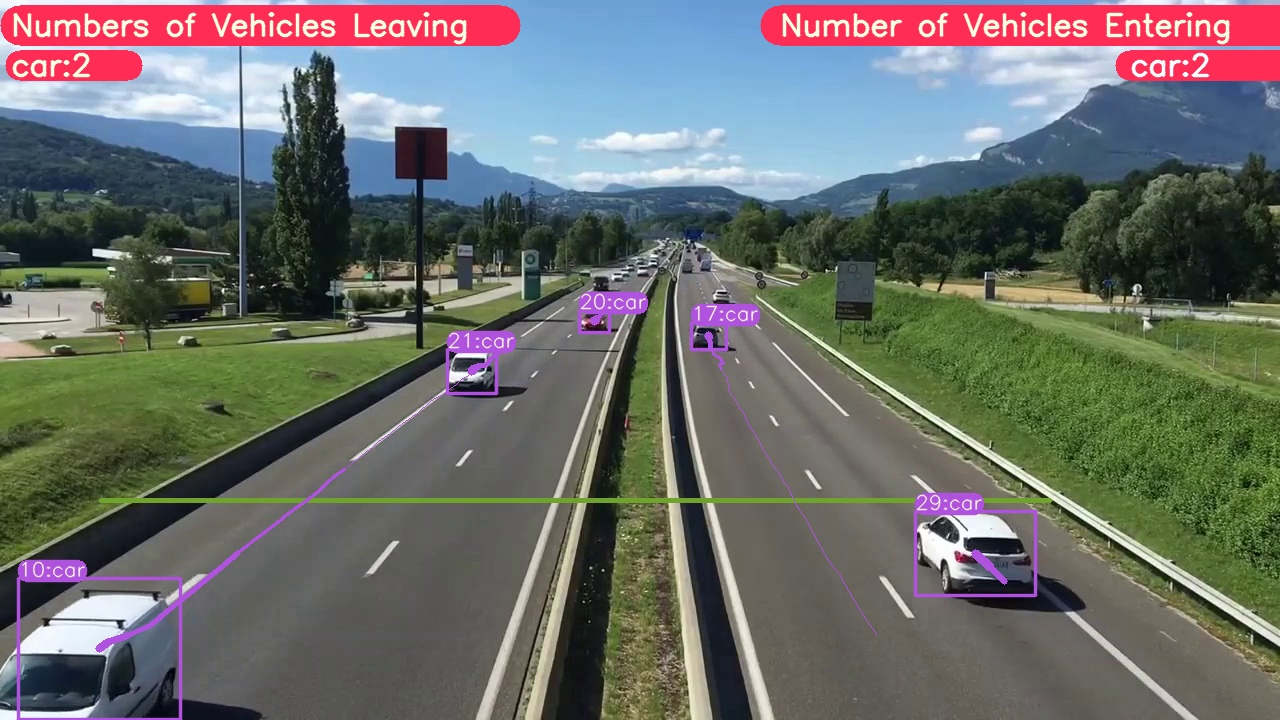 Numbers of Vehicles Leaving
Number of Vehicles Entering
car:2
car:2
20:car
17:car
21:car
29:car
10:car